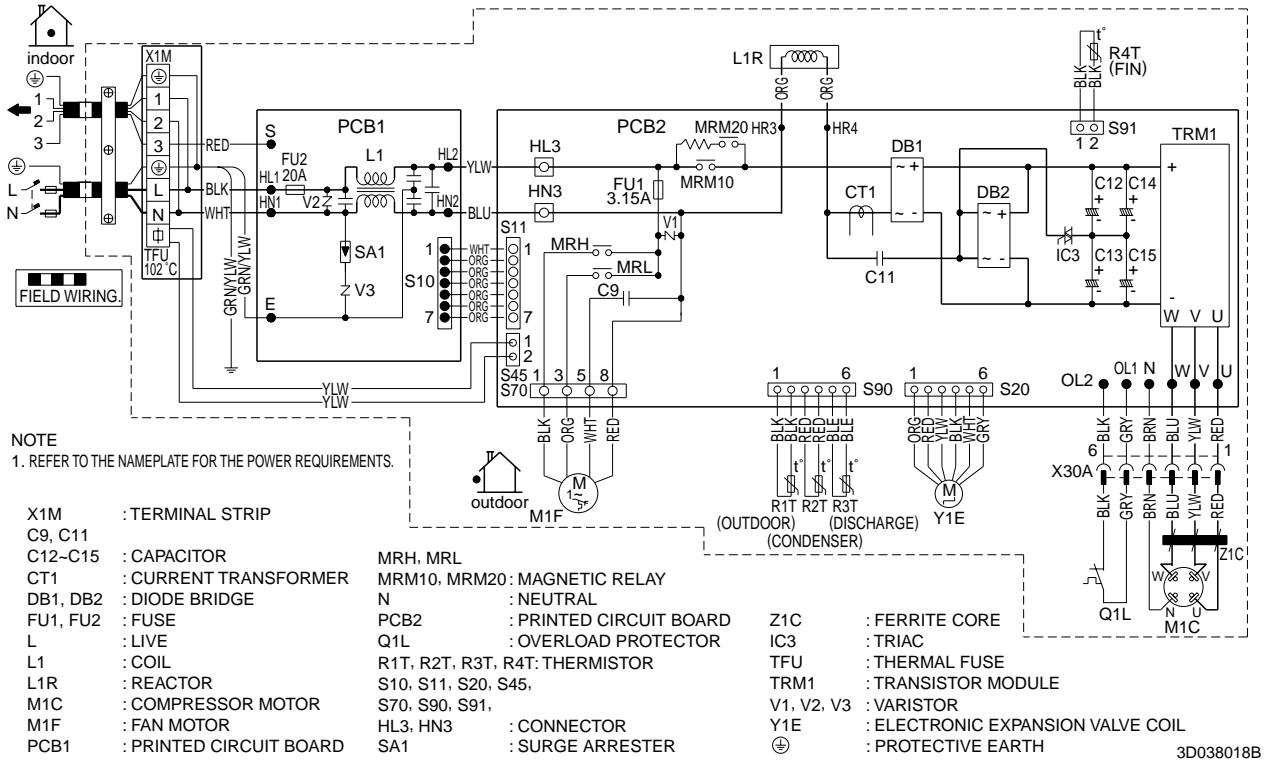 indoor
X1M
1
2
3
1
2
3
L
N
L
N
TFU
102°C
FIELD WIRING.
RED
BLK
WHT
GRN/YLW
GRN/YLW
PCB1
S
FU2
20A
L1
HL1
HL2
HN1
HN2
V2
SA1
V3
E
S10
1
7
WHT
ORG
ORG
ORG
ORG
ORG
ORG
S11
1
7
YLW
BLU
YLW
YLW
1
2
S45
S70
1 3 5 8
PCB2
HL3
HN3
MRM20
MRM10
FU1
3.15A
V1
MRH
MRL
C9
HR3
HR4
L1R
ORG
ORG
CT1
C11
DB1
~ +
~ -
DB2
~ +
~ -
IC3
C12 C14
+ +
C13 C15
+ +
t°
R4T
(FIN)
BLK
BLK
S91
1 2
TRM1
+
-
W V U
OL2
OL1
N
W
V
U
1 6
S90
1 6
S20
BLK
ORG
WHT
RED
M
1~
M1F
outdoor
BLK
BLK
RED
RED
BLE
BLE
t°
t°
t°
R1T R2T R3T
(OUTDOOR)
(DISCHARGE)
(CONDENSER)
ORG
RED
YLW
BLK
WHT
GRY
M
Y1E
BLK
GRY
BRN
BLU
YLW
RED
6 1
X30A
BLK
GRY
BRN
BLU
YLW
RED
Z1C
W V
N U
Q1L
M1C
NOTE
1. REFER TO THE NAMEPLATE FOR THE POWER REQUIREMENTS.
X1M : TERMINAL STRIP
C9, C11
C12~C15 : CAPACITOR
CT1 : CURRENT TRANSFORMER
DB1, DB2 : DIODE BRIDGE
FU1, FU2 : FUSE
L : LIVE
L1 : COIL
L1R : REACTOR
M1C : COMPRESSOR MOTOR
M1F : FAN MOTOR
PCB1 : PRINTED CIRCUIT BOARD
MRH, MRL
MRM10, MRM20 : MAGNETIC RELAY
N : NEUTRAL
PCB2 : PRINTED CIRCUIT BOARD
Q1L : OVERLOAD PROTECTOR
R1T, R2T, R3T, R4T : THERMISTOR
S10, S11, S20, S45,
S70, S90, S91,
HL3, HN3 : CONNECTOR
SA1 : SURGE ARRESTER
Z1C : FERRITE CORE
IC3 : TRIAC
TFU : THERMAL FUSE
TRM1 : TRANSISTOR MODULE
V1, V2, V3 : VARISTOR
Y1E : ELECTRONIC EXPANSION VALVE COIL
: PROTECTIVE EARTH
3D038018B